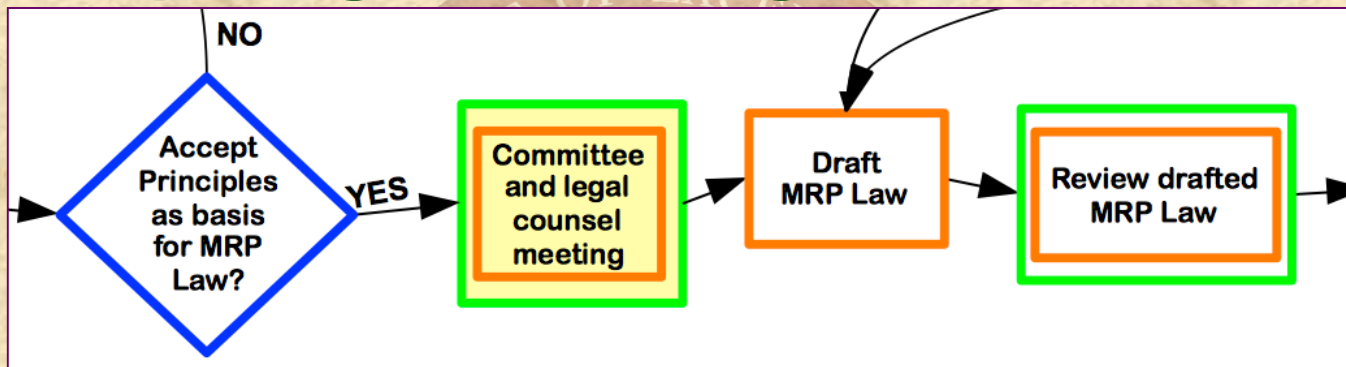 NO
Accept
Principles
as basis
for MRP
Law?
YES
Committee
and legal
counsel
meeting
Draft
MRP Law
Review drafted
MRP Law